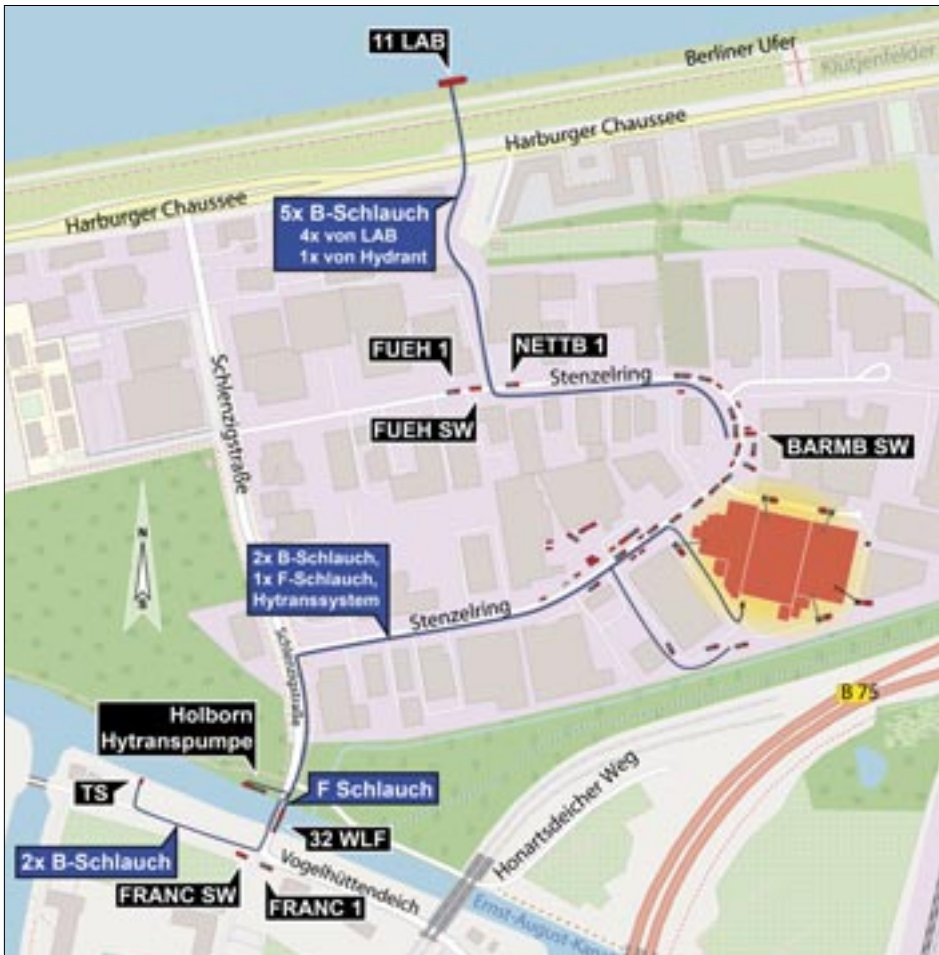 11 LAB
Berliner Ufer
Klütjenfelder
Harburger Chaussee
Harburger Chaussee
5x B-Schlauch
4x von LAB
1x von Hydrant
FUEH 1
NETTB 1
Stenzelring
FUEH SW
BARMB SW
Schlenzigstraße
N
S
2x B-Schlauch,
1x F-Schlauch,
Hytranssystem
Stenzelring
Schlenzigstraße
B 75
Holborn
Hytranspumpe
TS
F Schlauch
Honartsdeicher Weg
32 WLF
2x B-Schlauch
Vogelhüttendeich
FRANC SW
FRANC 1
Ernst-August-Kanal